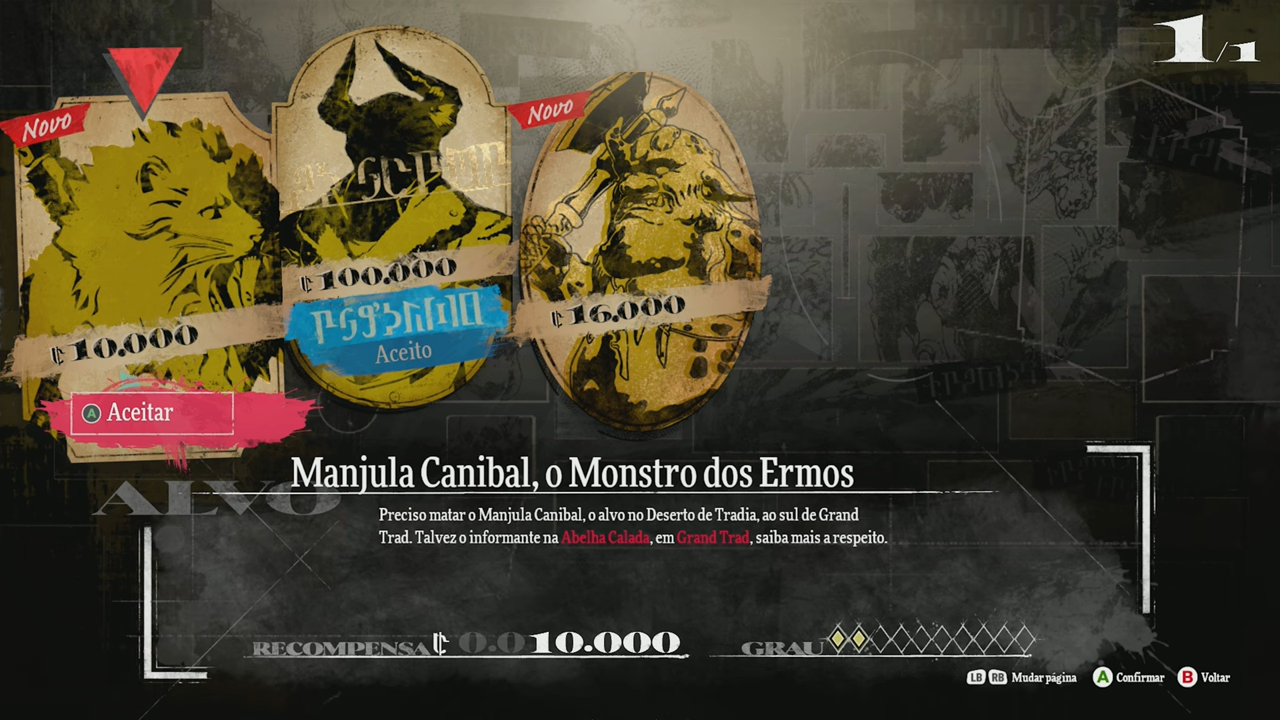 1/1
Novo
Novo
₵100.000
₵16.000
₵10.000
Aceito
A Aceitar
Manjula Canibal, o Monstro dos Ermos
ALVO
Preciso matar o Manjula Canibal, o alvo no Deserto de Tradia, ao sul de Grand
Trad. Talvez o informante na Abelha Calada, em Grand Trad, saiba mais a respeito.
RECOMPENSA ₵ 0.010.000
GRAU
LB RB Mudar página A Confirmar B Voltar